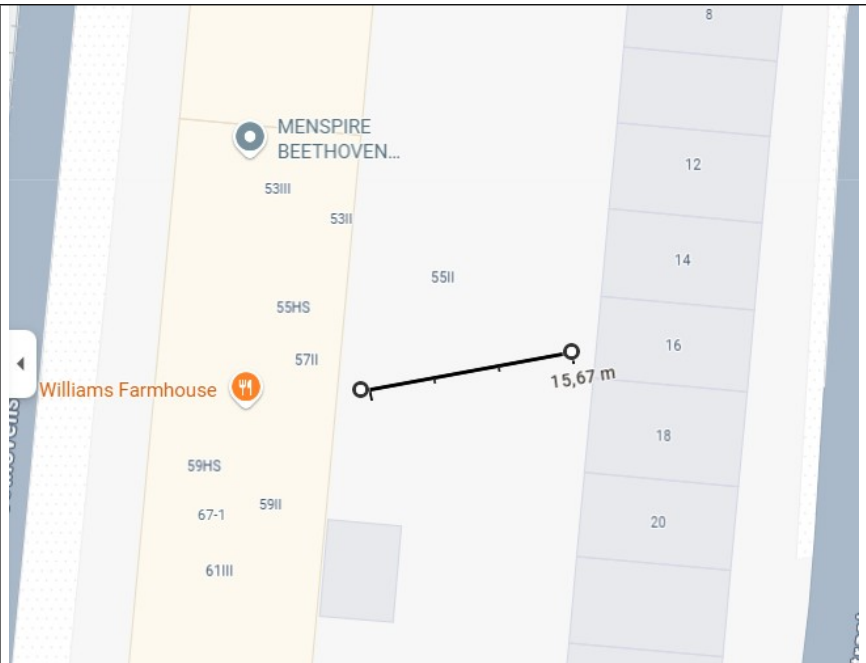 8
MENSPIRE
BEETHOVEN...
12
53III
53II
14
55II
55HS
16
57II
15,67 m
Williams Farmhouse
18
59HS
59II
67-1
20
61III